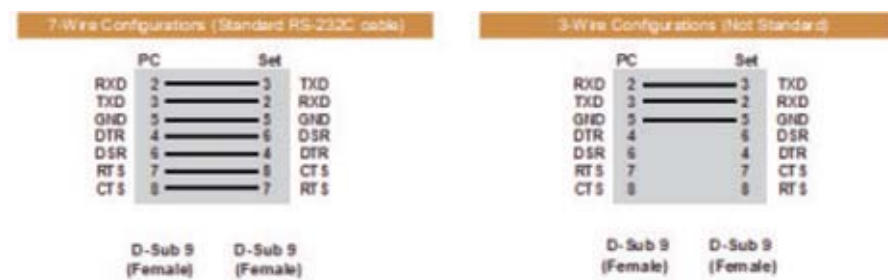 7-Wire Configurations (Standard RS-232C cable)
PC Set
RXD 2 3 TXD
TXD 3 2 RXD
GND 5 5 GND
DTR 4 6 DSR
DSR 6 4 DTR
RTS 7 8 CTS
CTS 8 7 RTS
D-Sub 9 D-Sub 9
(Female) (Female)
3-Wire Configurations (Not Standard)
PC Set
RXD 2 3 TXD
TXD 3 2 RXD
GND 5 5 GND
DTR 4 6 DSR
DSR 6 4 DTR
RTS 7 7 CTS
CTS 8 8 RTS
D-Sub 9 D-Sub 9
(Female) (Female)